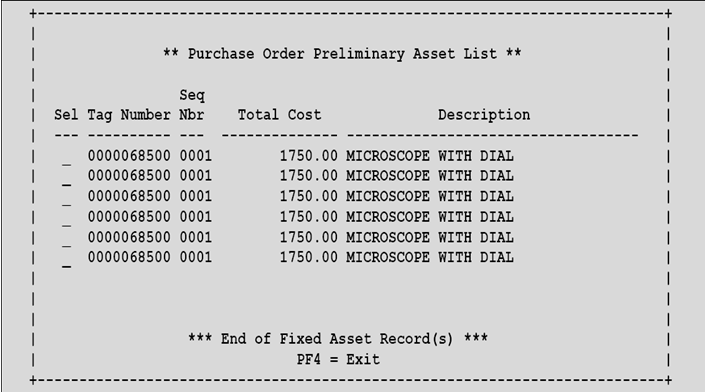 ** Purchase Order Preliminary Asset List **
Seq
Sel Tag Number Nbr Total Cost Description
--- ---------- --- -------------- -----------------------------------
_ 0000068500 0001 1750.00 MICROSCOPE WITH DIAL
_ 0000068500 0001 1750.00 MICROSCOPE WITH DIAL
_ 0000068500 0001 1750.00 MICROSCOPE WITH DIAL
_ 0000068500 0001 1750.00 MICROSCOPE WITH DIAL
_ 0000068500 0001 1750.00 MICROSCOPE WITH DIAL
_ 0000068500 0001 1750.00 MICROSCOPE WITH DIAL
*** End of Fixed Asset Record(s) ***
PF4 = Exit